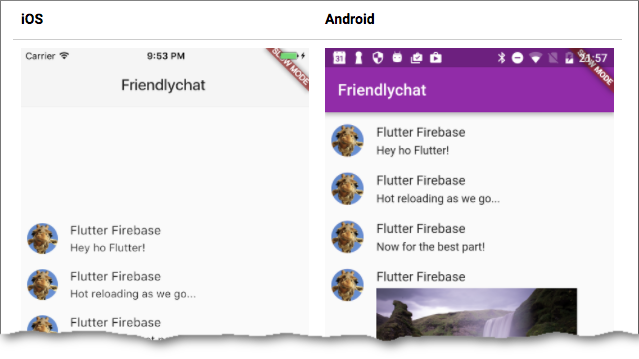 iOS
Android
Carrier
9:53 PM
SLOW MODE
Friendlychat
Flutter Firebase
Hey ho Flutter!
Flutter Firebase
Hot reloading as we go...
Flutter Firebase
31
21:57
SLOW MODE
Friendlychat
Flutter Firebase
Hey ho Flutter!
Flutter Firebase
Hot reloading as we go...
Flutter Firebase
Now for the best part!
Flutter Firebase